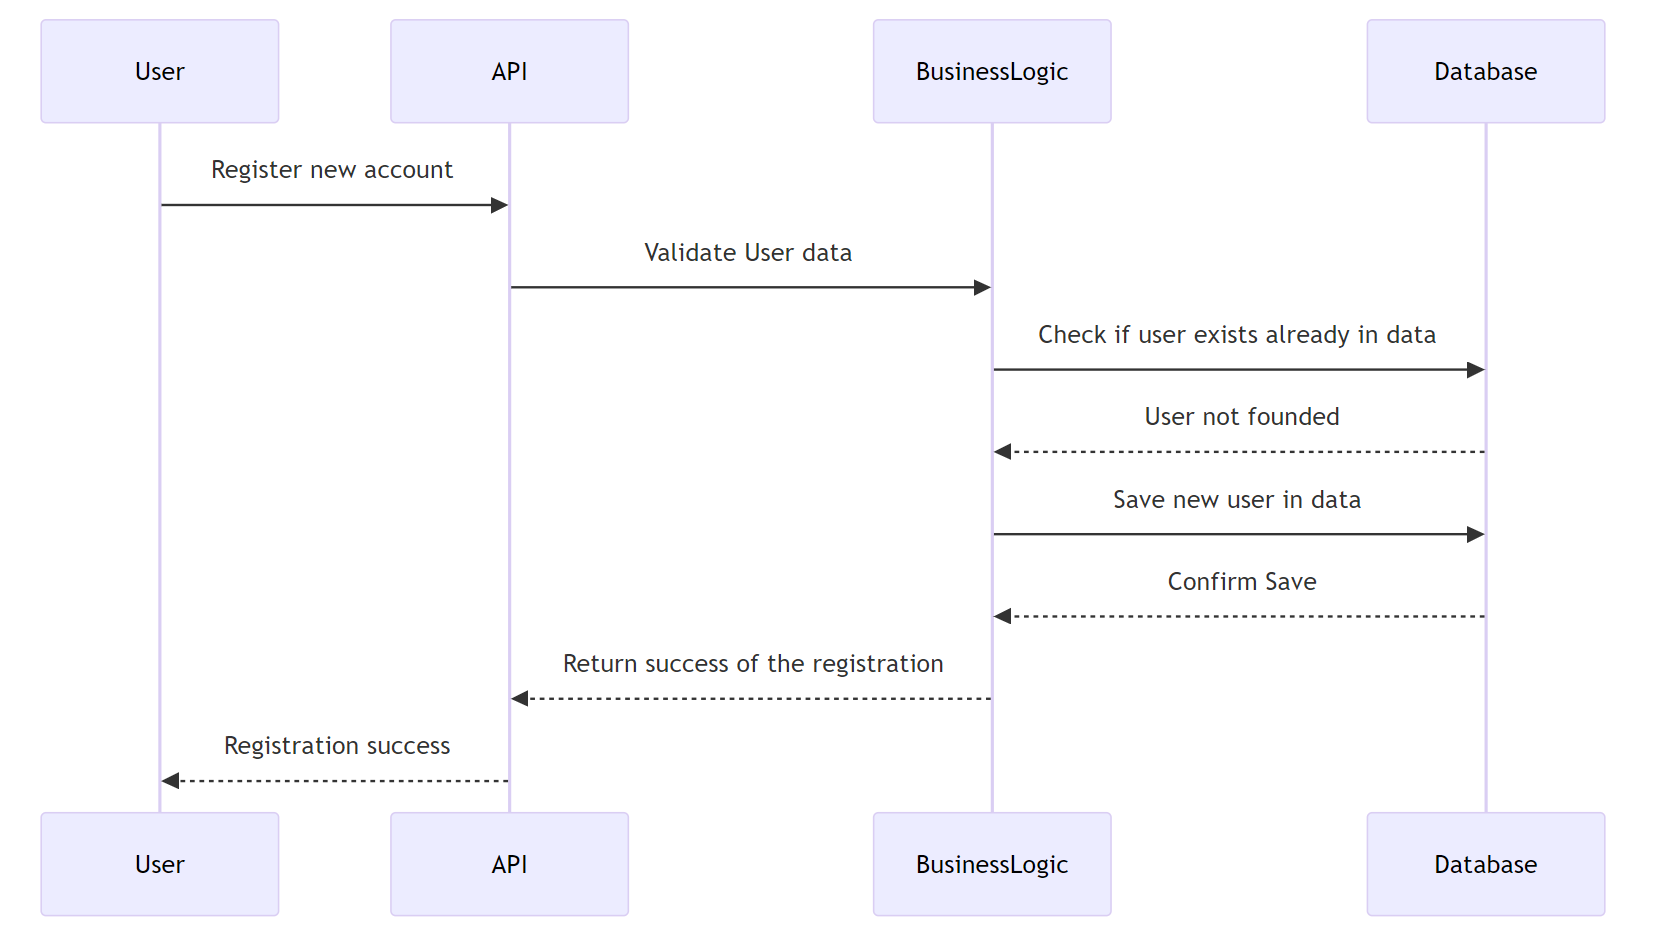 User
API
BusinessLogic
Database
Register new account
Validate User data
Check if user exists already in data
User not founded
Save new user in data
Confirm Save
Return success of the registration
Registration success
User
API
BusinessLogic
Database